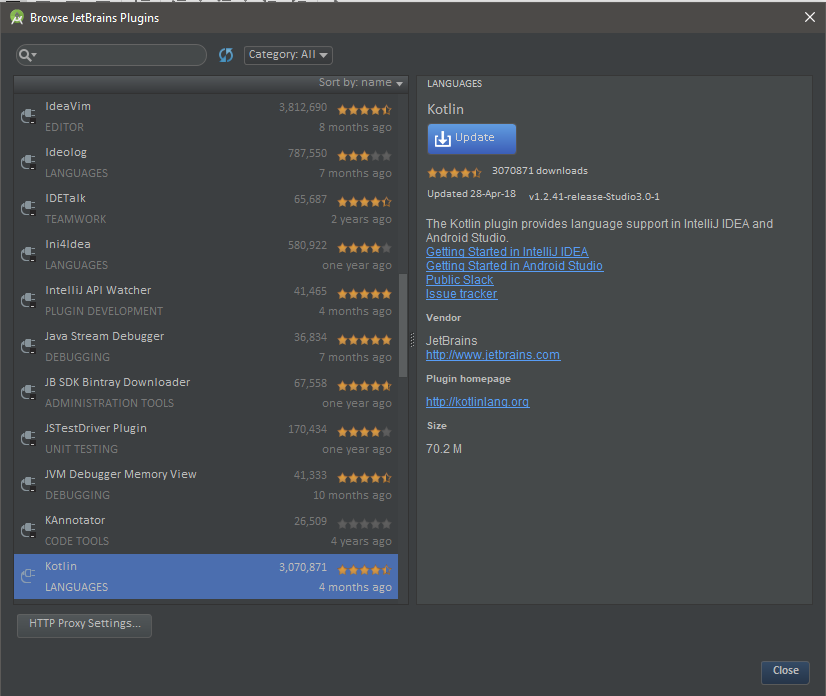 Browse JetBrains Plugins
Category: All
Sort by: name
IdeaVim 3,812,690
EDITOR 8 months ago
Ideolog 787,550
LANGUAGES 7 months ago
IDETalk 65,687
TEAMWORK 2 years ago
Ini4Idea 580,922
LANGUAGES one year ago
IntelliJ API Watcher 41,465
PLUGIN DEVELOPMENT 4 months ago
Java Stream Debugger 36,834
DEBUGGING 7 months ago
JB SDK Bintray Downloader 67,558
ADMINISTRATION TOOLS one year ago
JSTestDriver Plugin 170,434
UNIT TESTING one year ago
JVM Debugger Memory View 41,333
DEBUGGING 10 months ago
KAnnotator 26,509
CODE TOOLS 4 years ago
Kotlin 3,070,871
LANGUAGES 4 months ago
HTTP Proxy Settings...
LANGUAGES
Kotlin
Update
3070871 downloads
Updated 28-Apr-18 v1.2.41-release-Studio3.0-1
The Kotlin plugin provides language support in IntelliJ IDEA and
Android Studio.
Getting Started in IntelliJ IDEA
Getting Started in Android Studio
Public Slack
Issue tracker
Vendor
JetBrains
http://www.jetbrains.com
Plugin homepage
http://kotlinlang.org
Size
70.2 M
Close